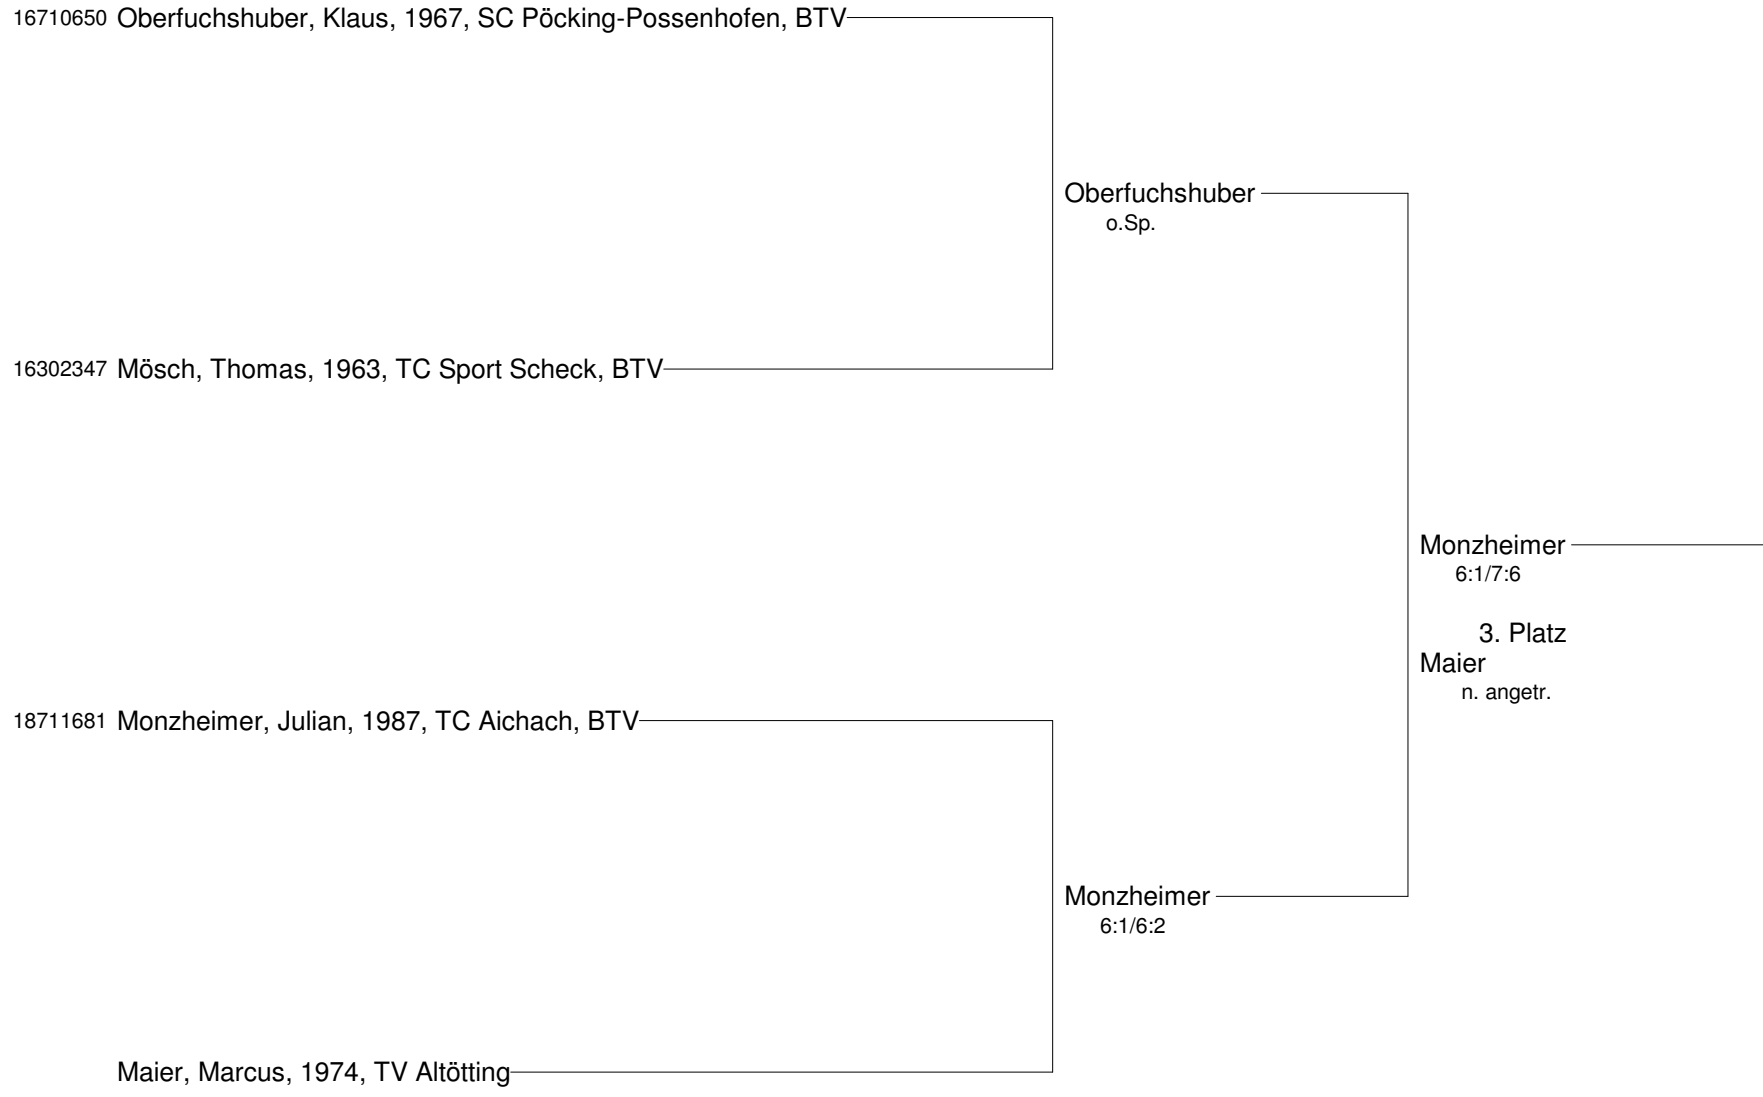 16710650 Oberfuchshuber, Klaus, 1967, SC Pöcking-Possenhofen, BTV
Oberfuchshuber
o.Sp.
16302347 Mösch, Thomas, 1963, TC Sport Scheck, BTV
Monzheimer
6:1/7:6
3. Platz
Maier
n. angetr.
18711681 Monzheimer, Julian, 1987, TC Aichach, BTV
Monzheimer
6:1/6:2
Maier, Marcus, 1974, TV Altötting